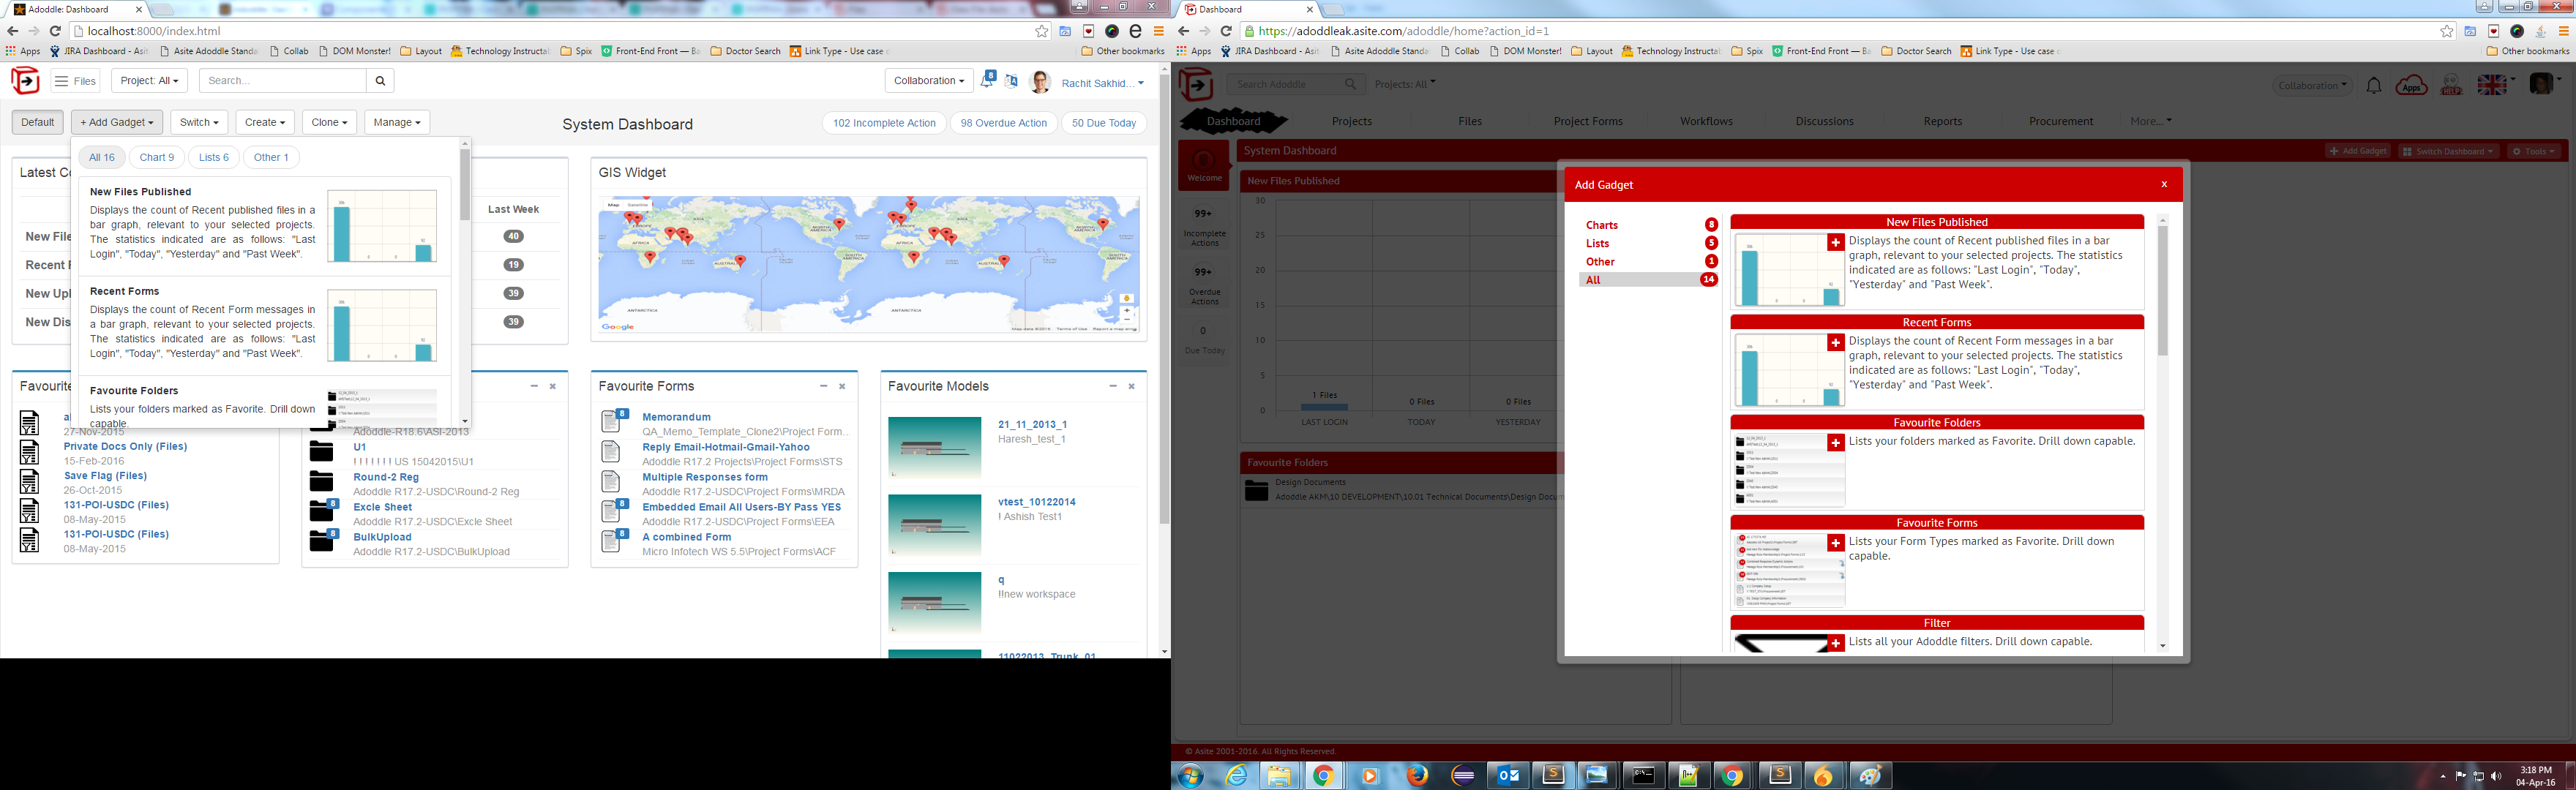 Adoddle: Dashboard
localhost:8000/index.html
Apps
JIRA Dashboard - Asit
Asite Adoddle Standa
Collab
DOM Monster!
Layout
Technology Instructal
Spix
Front-End Front — Ba
Doctor Search
Link Type - Use case
Other bookmarks
Files
Project: All
Search...
Collaboration
8
Rachit Sakhid...
Default
+ Add Gadget
Switch
Create
Clone
Manage
System Dashboard
102 Incomplete Action
98 Overdue Action
50 Due Today
All 16
Chart 9
Lists 6
Other 1
New Files Published
Displays the count of Recent published files in a
bar graph, relevant to your selected projects.
The statistics indicated are as follows: "Last
Login", "Today", "Yesterday" and "Past Week".
Recent Forms
Displays the count of Recent Form messages in
a bar graph, relevant to your selected projects.
The statistics indicated are as follows: "Last
Login", "Today", "Yesterday" and "Past Week".
Favourite Folders
Lists your folders marked as Favorite. Drill down
capable.
Latest Co
Last Week
New File
40
Recent F
19
New Upl
39
New Dis
39
GIS Widget
Map
Satellite
Google
Favourite
27-Nov-2015
Private Docs Only (Files)
15-Feb-2016
Save Flag (Files)
26-Oct-2015
131-POI-USDC (Files)
08-May-2015
131-POI-USDC (Files)
08-May-2015
Adoddle-R18.6\ASI-2013
U1
! ! ! ! ! ! ! US 15042015\U1
Round-2 Reg
Adoddle R17.2-USDC\Round-2 Reg
8
Excle Sheet
Adoddle R17.2-USDC\Excle Sheet
8
BulkUpload
Adoddle R17.2-USDC\BulkUpload
Favourite Forms
8
Memorandum
QA_Memo_Template_Clone2\Project Form...
Reply Email-Hotmail-Gmail-Yahoo
Adoddle R17.2 Projects\Project Forms\STS
Multiple Responses form
Adoddle R17.2-USDC\Project Forms\MRDA
8
Embedded Email All Users-BY Pass YES
Adoddle R17.2-USDC\Project Forms\EEA
8
A combined Form
Micro Infotech WS 5.5\Project Forms\ACF
Favourite Models
21_11_2013_1
Haresh_test_1
vtest_10122014
! Ashish Test1
q
!!new workspace
11022013_Trunk_01
Dashboard
https://adoddleak.asite.com/adoddle/home?action_id=1
Apps
JIRA Dashboard - Asit
Asite Adoddle Standa
Collab
DOM Monster!
Layout
Technology Instructal
Spix
Front-End Front — Ba
Doctor Search
Link Type - Use case
Other bookmarks
Search Adoddle
Projects: All
Collaboration
Apps
HELP!
Dashboard
Projects
Files
Project Forms
Workflows
Discussions
Reports
Procurement
More...
Welcome
System Dashboard
Add Gadget
Switch Dashboard
Tools
99+
Incomplete
Actions
99+
Overdue
Actions
0
Due Today
New Files Published
30
25
20
15
10
5
0
1 Files
0 Files
0 Files
LAST LOGIN
TODAY
YESTERDAY
Favourite Folders
Design Documents
Adoddle AKM\10 DEVELOPMENT\10.01 Technical Documents\Design Docum
Add Gadget
x
Charts
8
Lists
5
Other
1
All
14
New Files Published
Displays the count of Recent published files in a bar
graph, relevant to your selected projects. The statistics
indicated are as follows: "Last Login", "Today",
"Yesterday" and "Past Week".
Recent Forms
Displays the count of Recent Form messages in a bar
graph, relevant to your selected projects. The statistics
indicated are as follows: "Last Login", "Today",
"Yesterday" and "Past Week".
Favourite Folders
Lists your folders marked as Favorite. Drill down capable.
Favourite Forms
Lists your Form Types marked as Favorite. Drill down
capable.
Filter
Lists all your Adoddle filters. Drill down capable.
© Asite 2001-2016. All Rights Reserved.
3:18 PM
04-Apr-16